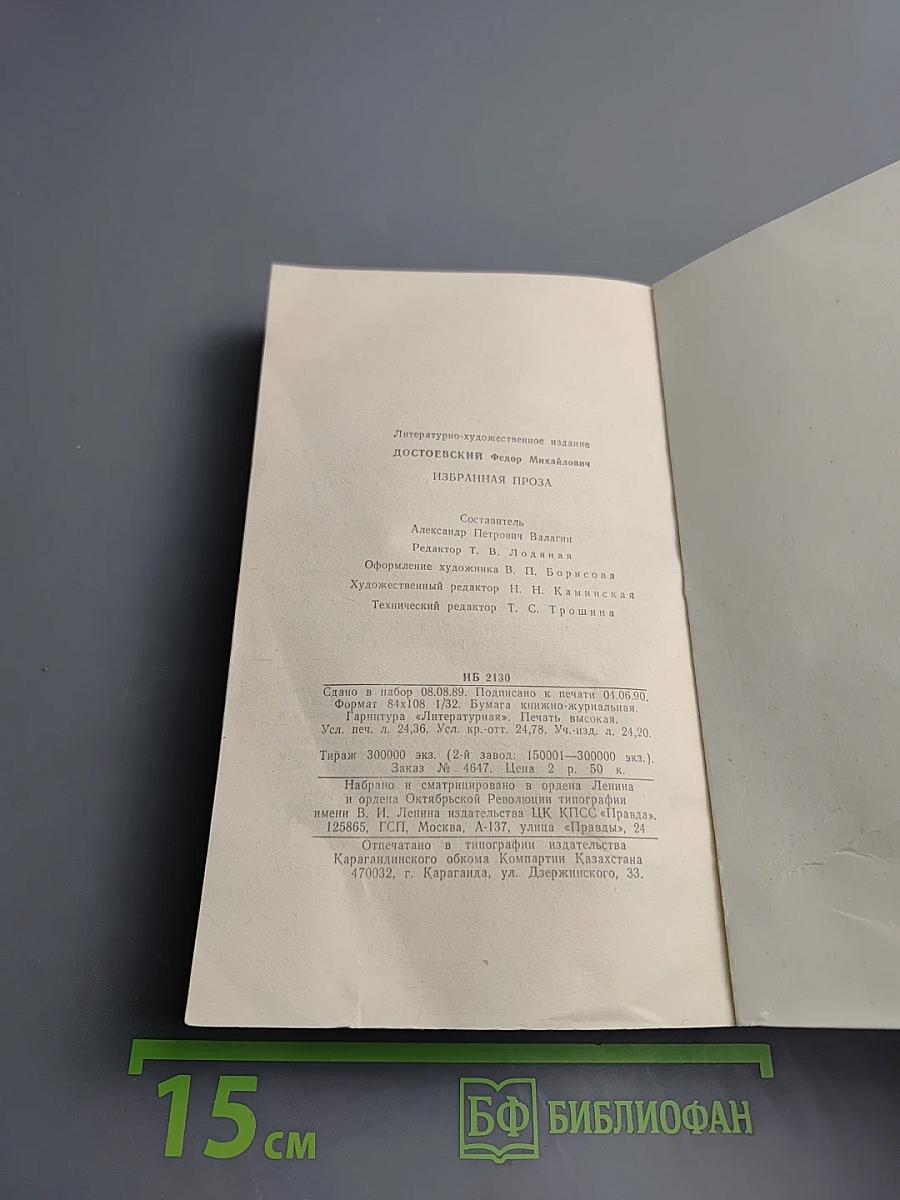 Литературно-художественное издание
ДОСТОЕВСКИЙ Федор Михайлович
ИЗБРАННАЯ ПРОЗА
Составитель
Александр Петрович Валагин
Редактор Т. В. Лодяная
Оформление художника В. П. Борисова
Художественный редактор Н. Н. Каминская
Технический редактор Т. С. Трошина
ИБ 2130
Сдано в набор 08.08.89. Подписано к печати 04.06.90.
Формат 84х108 1/32. Бумага книжно-журнальная.
Гарнитура «Литературная». Печать высокая.
Усл. печ. л. 24,36. Усл. кр.-отт. 24,78. Уч.-изд. л. 24,20.
Тираж 300000 экз. (2-й завод: 150001—300000 экз.).
Заказ № 4647. Цена 2 р. 50 к.
Набрано и сматрицировано в ордена Ленина
и ордена Октябрьской Революции типографии
имени В. И. Ленина издательства ЦК КПСС «Правда».
125865, ГСП, Москва, А-137, улица «Правды», 24
Отпечатано в типографии издательства
Карагандинского обкома Компартии Казахстана
470032, г. Караганда, ул. Дзержинского, 33.
15 см
БФ БИБЛИОФАН